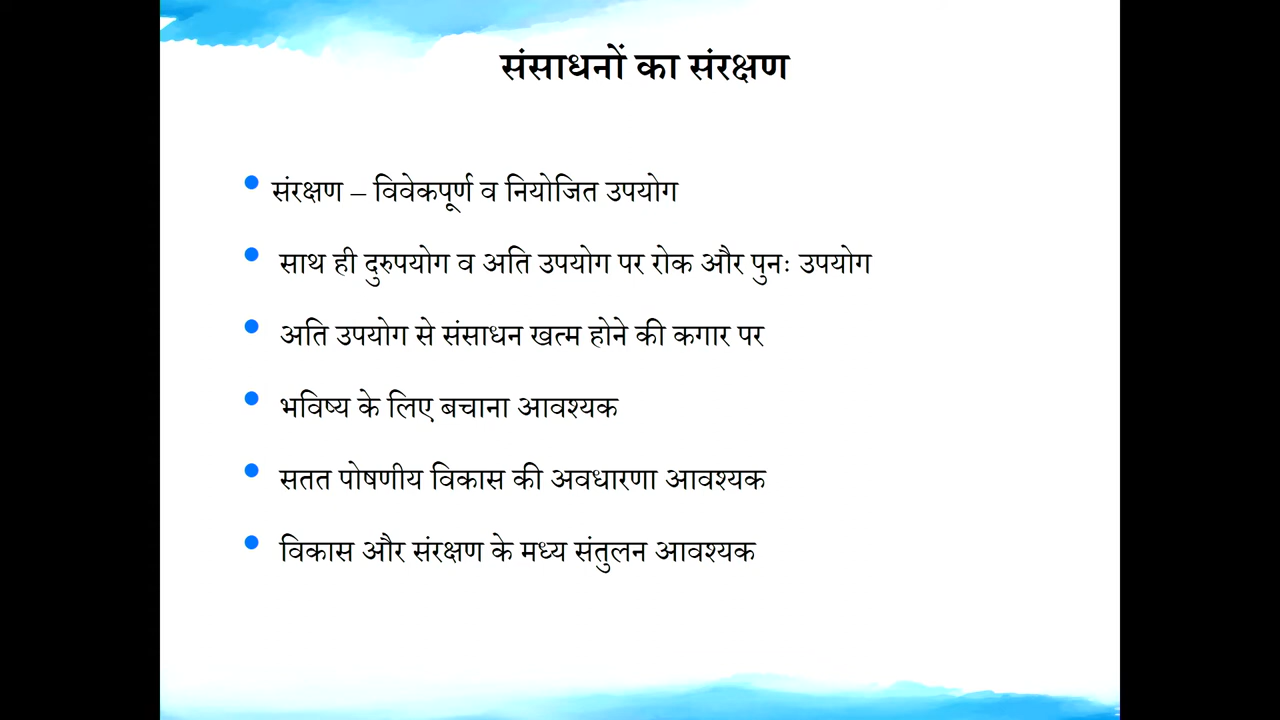 संसाधनों का संरक्षण
• संरक्षण – विवेकपूर्ण व नियोजित उपयोग
• साथ ही दुरुपयोग व अति उपयोग पर रोक और पुनः उपयोग
• अति उपयोग से संसाधन खत्म होने की कगार पर
• भविष्य के लिए बचाना आवश्यक
• सतत पोषणीय विकास की अवधारणा आवश्यक
• विकास और संरक्षण के मध्य संतुलन आवश्यक